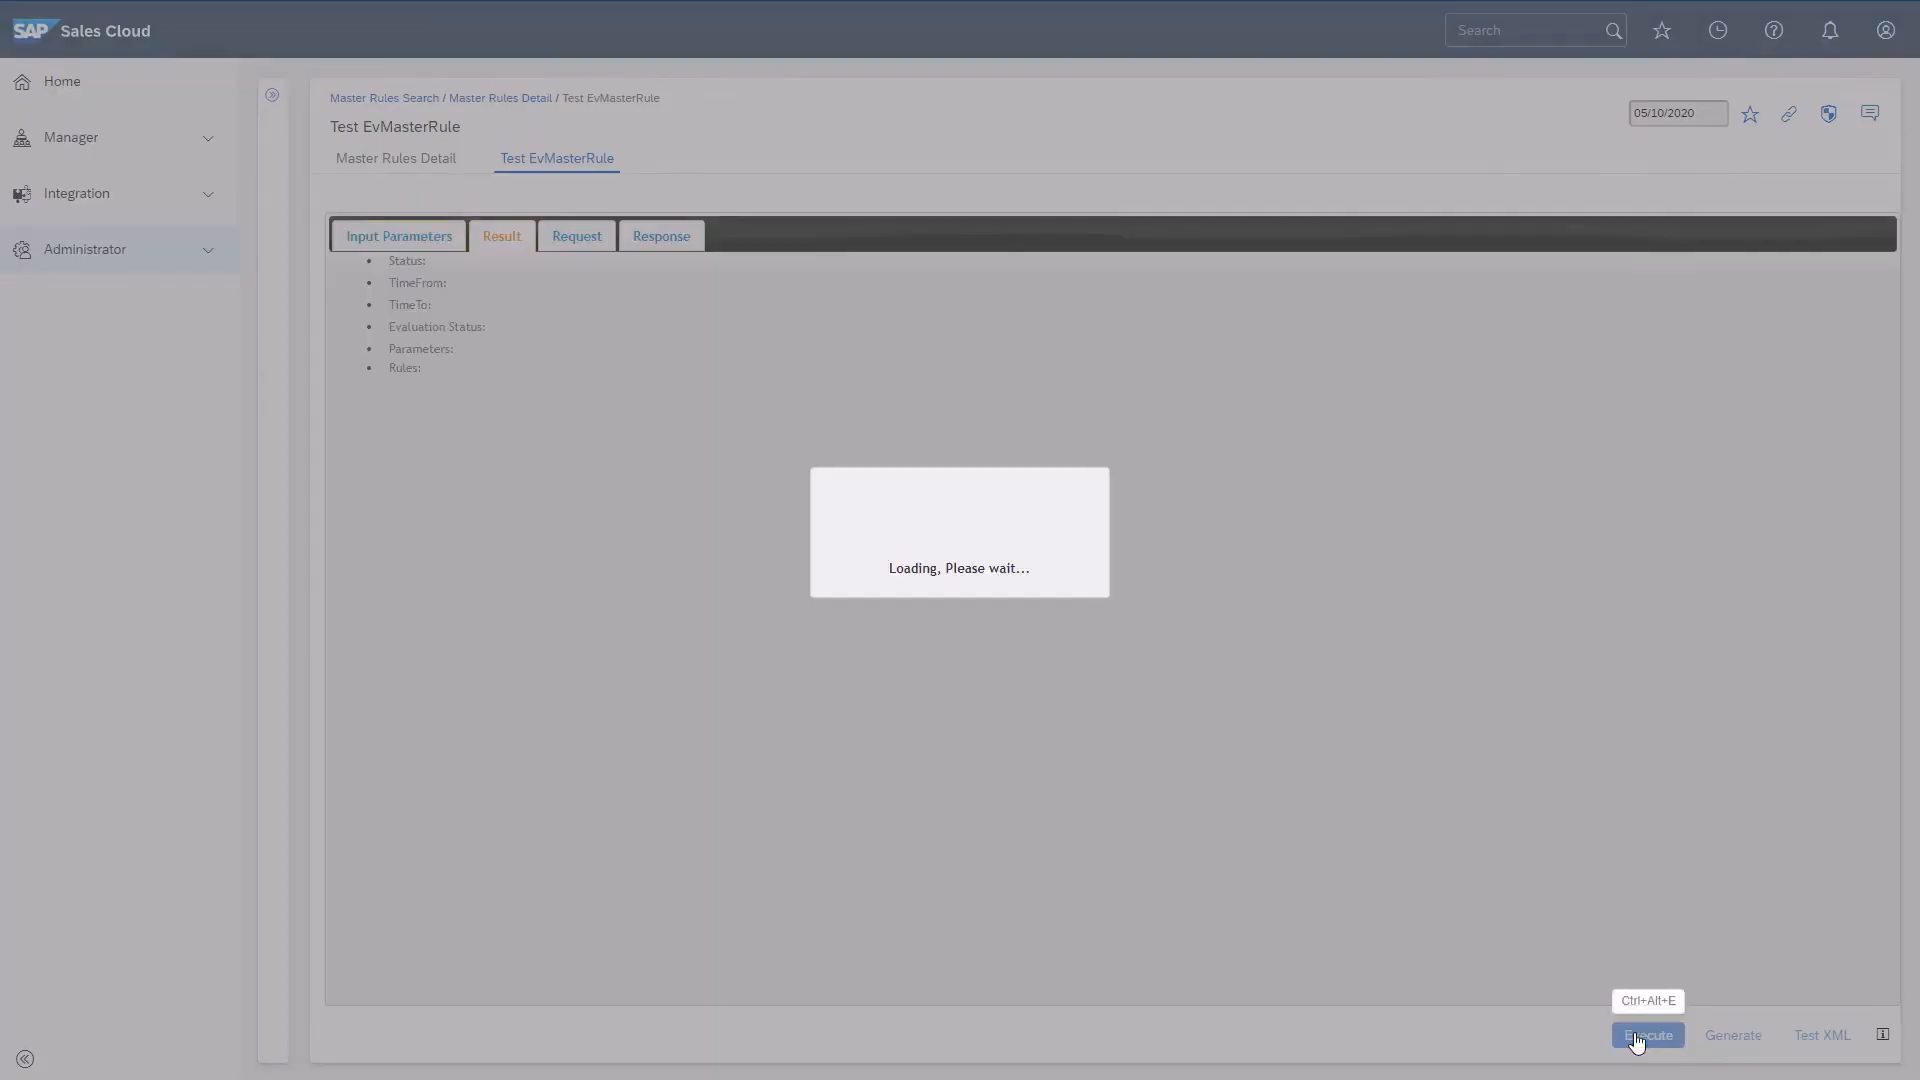 SAP Sales Cloud
Search
Home
Manager
Integration
Administrator
Master Rules Search / Master Rules Detail / Test EvMasterRule
Test EvMasterRule
05/10/2020
Master Rules Detail Test EvMasterRule
Input Parameters Result Request Response
Status:
TimeFrom:
TimeTo:
Evaluation Status:
Parameters:
Rules:
Loading, Please wait...
Ctrl+Alt+E
Execute Generate Test XML